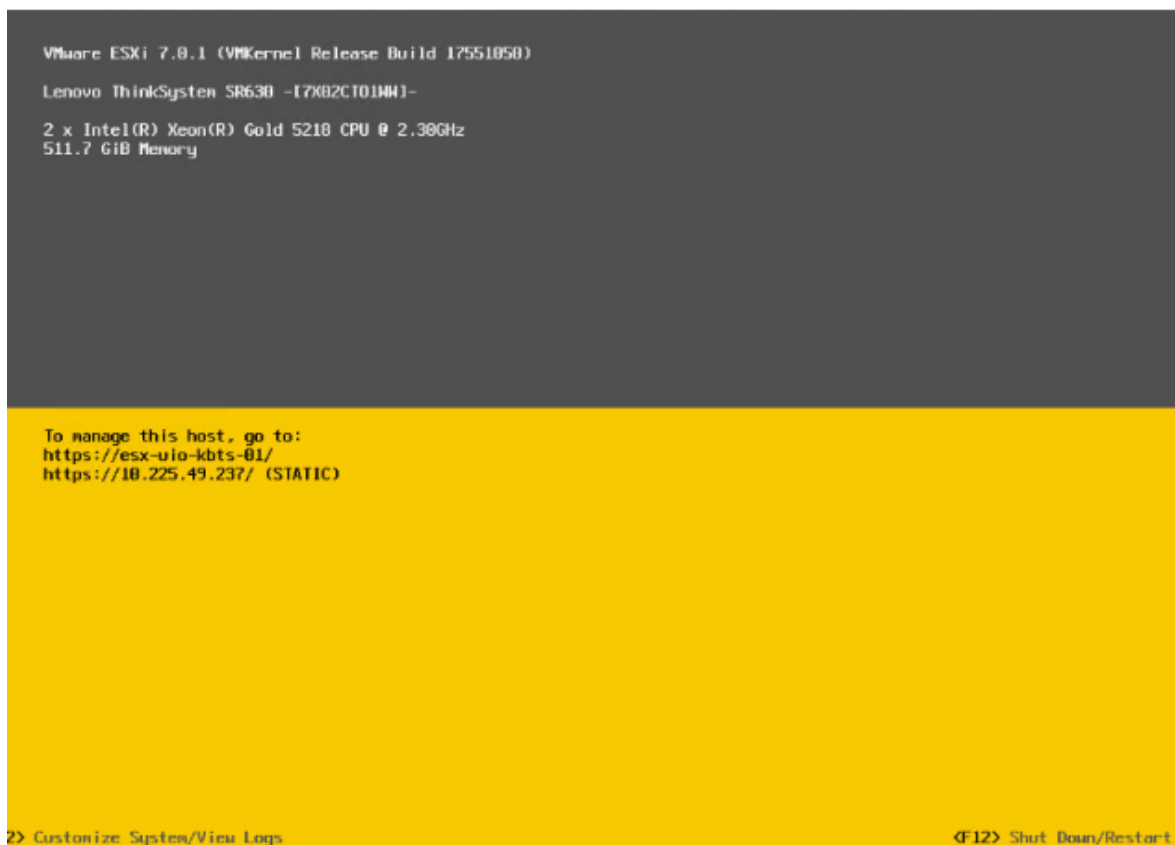 VMware ESXi 7.0.1 (VMKernel Release Build 17551050)
Lenovo ThinkSystem SR630 -[7X02CTO1WW]-
2 x Intel(R) Xeon(R) Gold 5218 CPU @ 2.30GHz
511.7 GiB Memory
To manage this host, go to:
https://esx-uio-kbts-01/
https://10.225.49.237/ (STATIC)
2> Customize System/View Logs
<F12> Shut Down/Restart